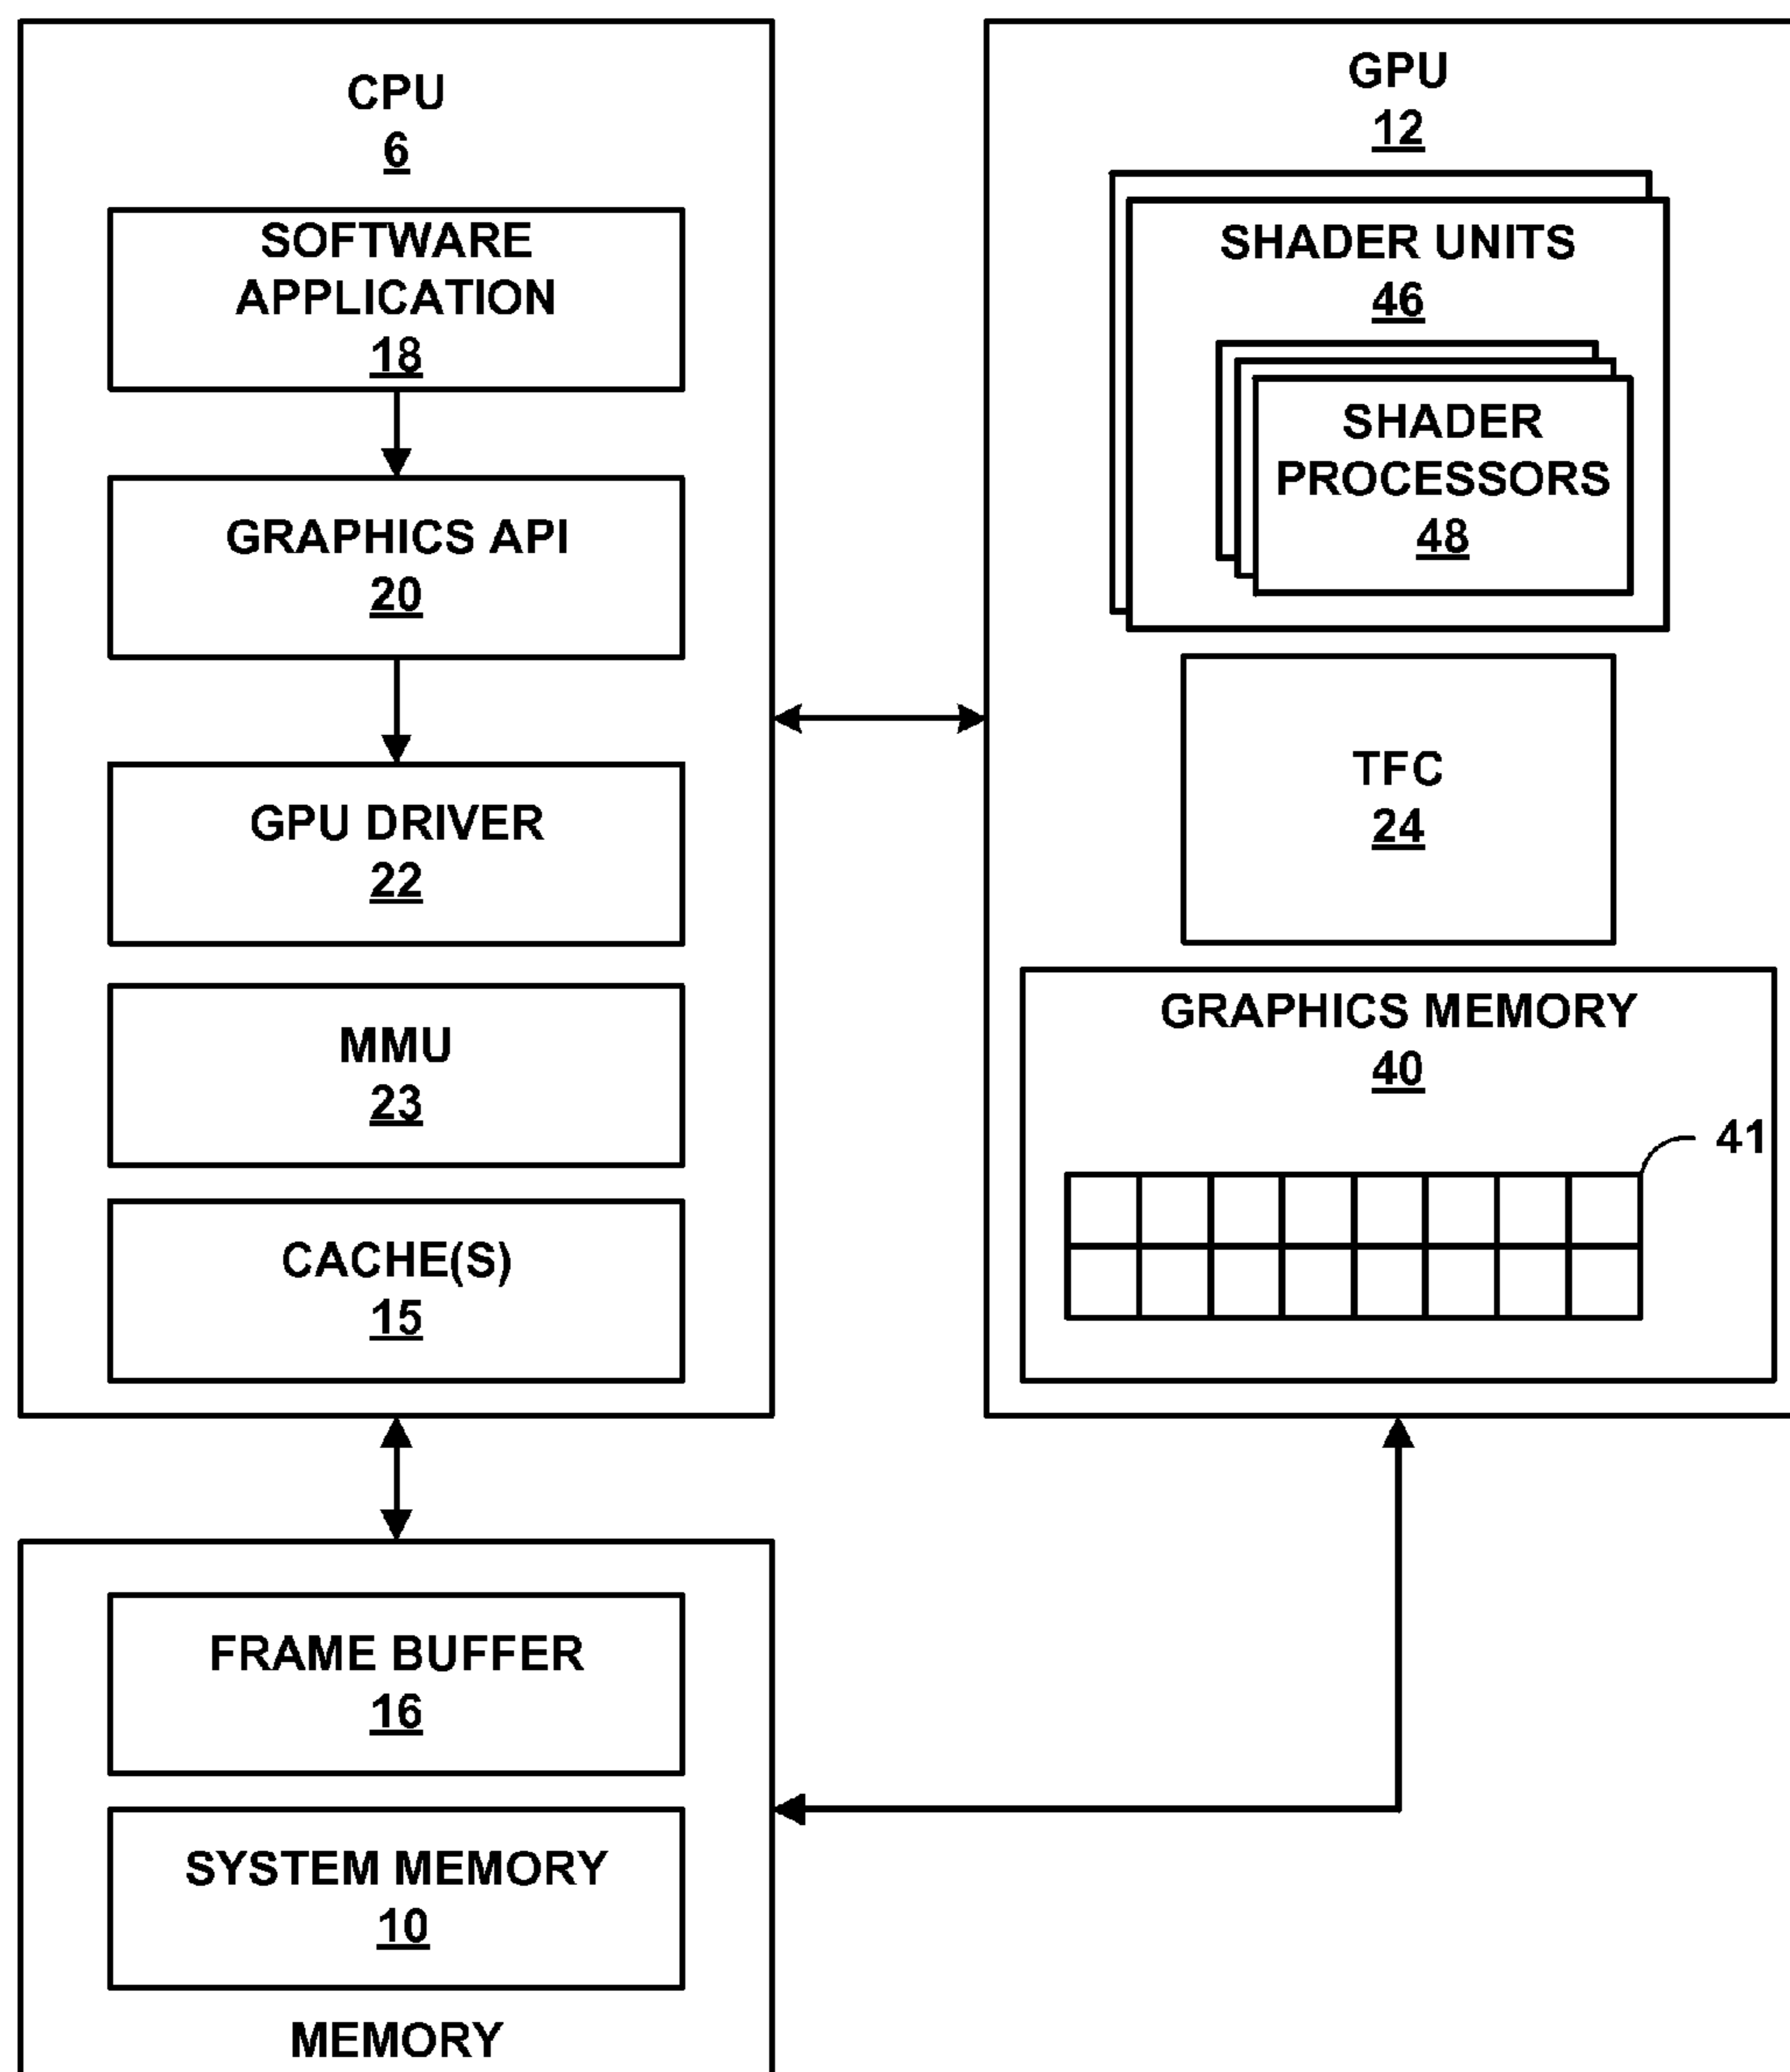 CPU
6
SOFTWARE
APPLICATION
18
GRAPHICS API
20
GPU DRIVER
22
MMU
23
CACHE(S)
15
GPU
12
SHADER UNITS
46
SHADER
PROCESSORS
48
TFC
24
GRAPHICS MEMORY
40
41
FRAME BUFFER
16
SYSTEM MEMORY
10
MEMORY